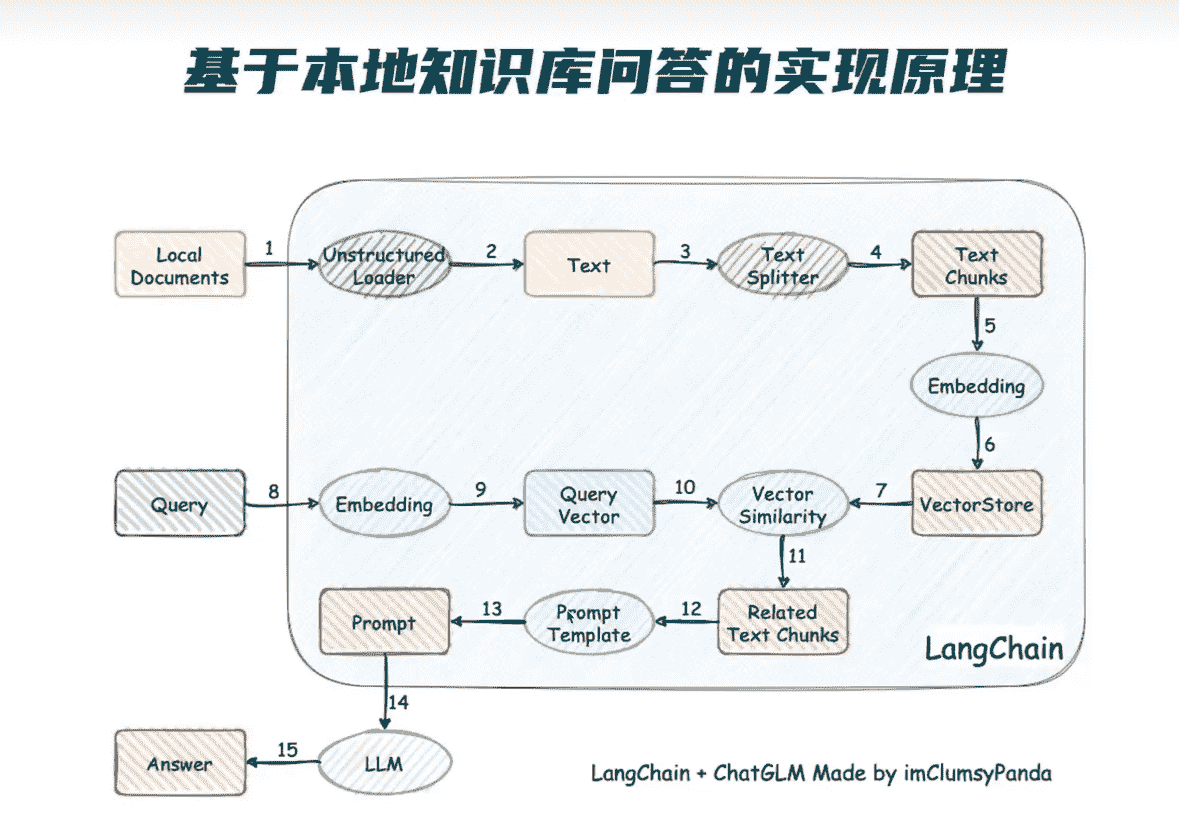 基于本地知识库问答的实现原理
Local
Documents
1
Unstructured
Loader
2
Text
3
Text
Splitter
4
Text
Chunks
5
Embedding
6
Query
8
Embedding
9
Query
Vector
10
Vector
Similarity
7
VectorStore
11
Prompt
13
Prompt
Template
12
Related
Text Chunks
LangChain
14
Answer
15
LLM
LangChain + ChatGLM Made by imClumsyPanda